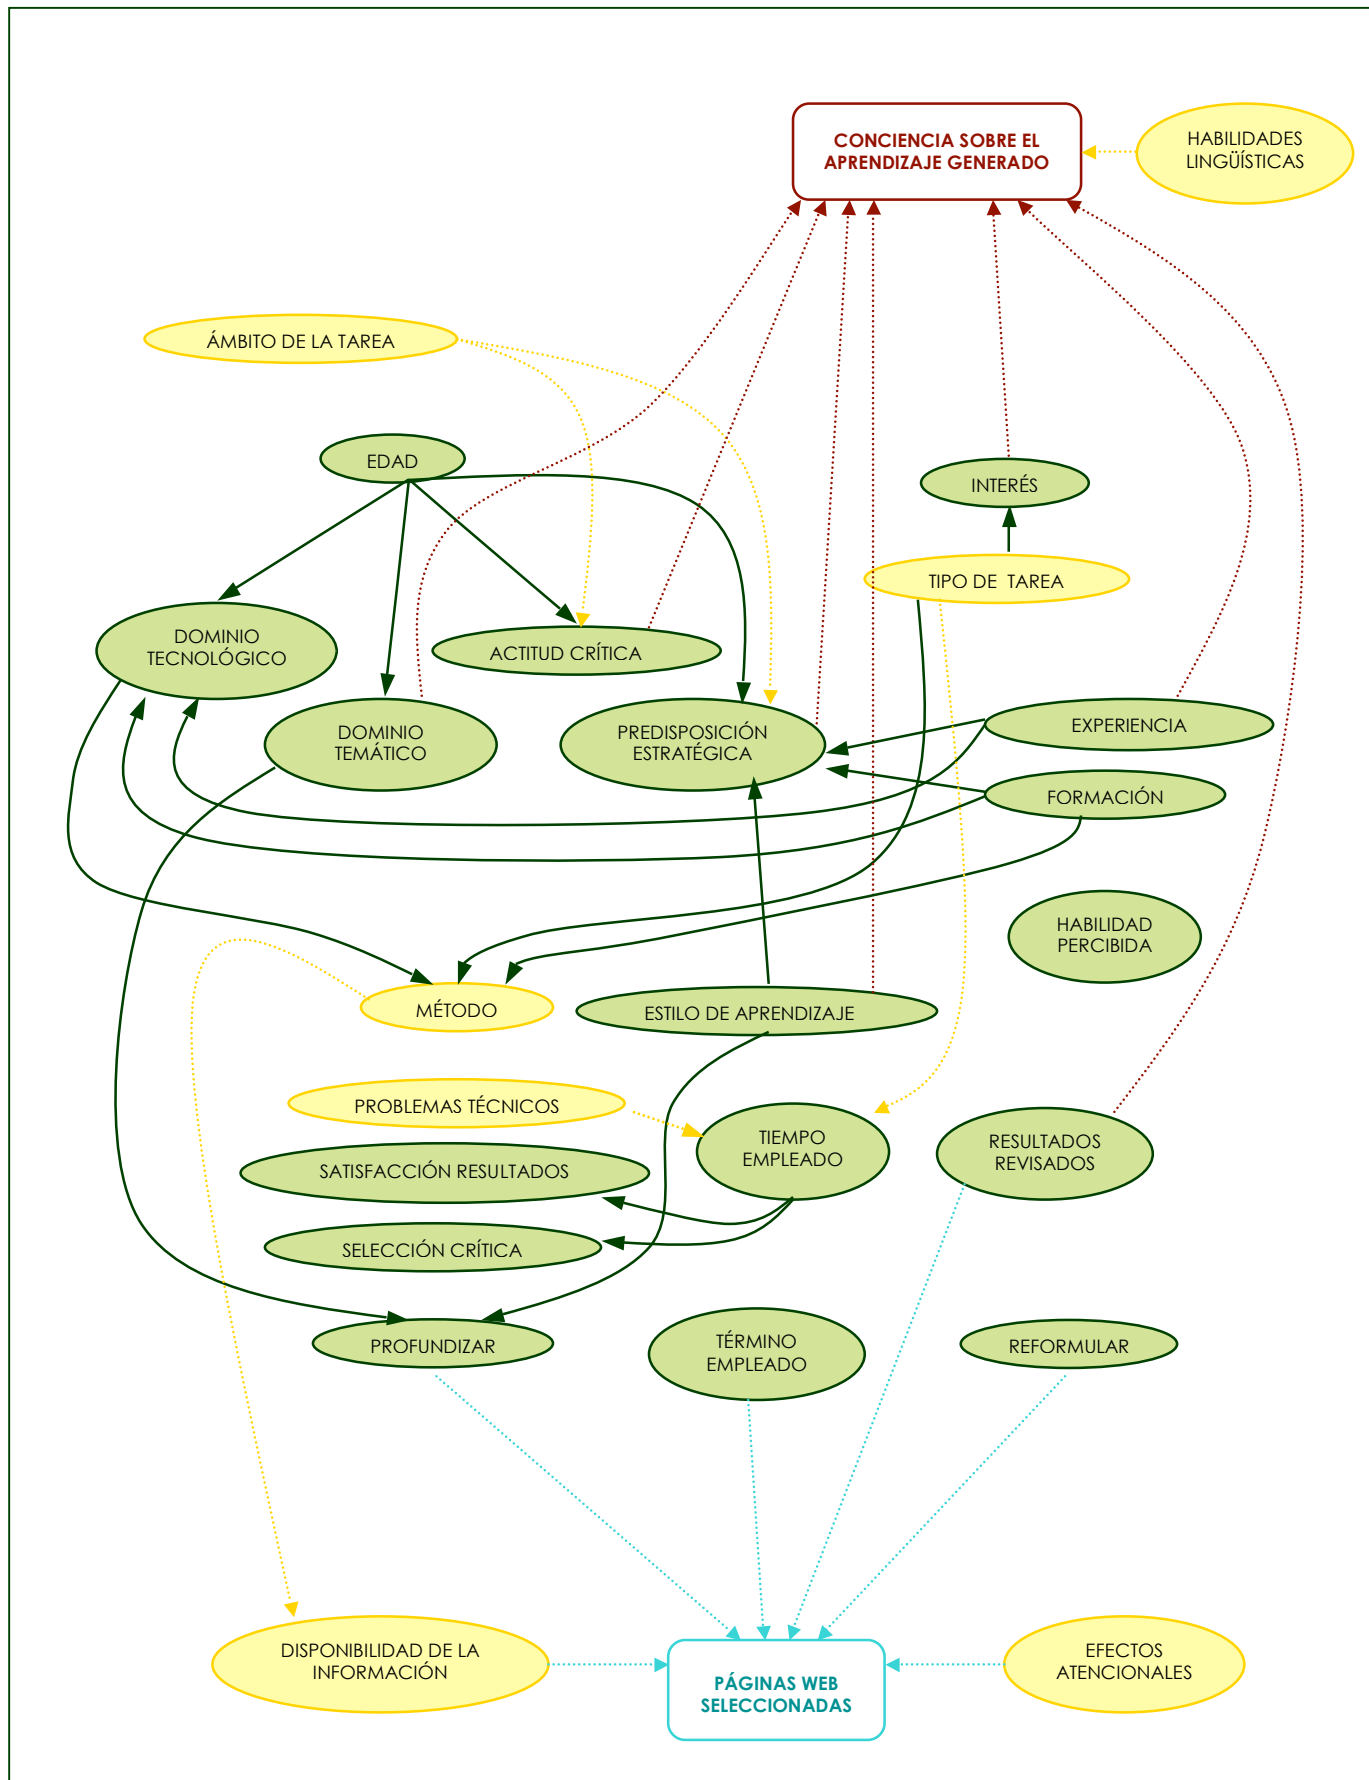 CONCIENCIA SOBRE EL
APRENDIZAJE GENERADO
HABILIDADES
LINGÜÍSTICAS
ÁMBITO DE LA TAREA
EDAD
INTERÉS
TIPO DE TAREA
DOMINIO
TECNOLÓGICO
ACTITUD CRÍTICA
DOMINIO
TEMÁTICO
PREDISPOSICIÓN
ESTRATÉGICA
EXPERIENCIA
FORMACIÓN
HABILIDAD
PERCIBIDA
MÉTODO
ESTILO DE APRENDIZAJE
PROBLEMAS TÉCNICOS
TIEMPO
EMPLEADO
RESULTADOS
REVISADOS
SATISFACCIÓN RESULTADOS
SELECCIÓN CRÍTICA
PROFUNDIZAR
TÉRMINO
EMPLEADO
REFORMULAR
DISPONIBILIDAD DE LA
INFORMACIÓN
PÁGINAS WEB
SELECCIONADAS
EFECTOS
ATENCIONALES